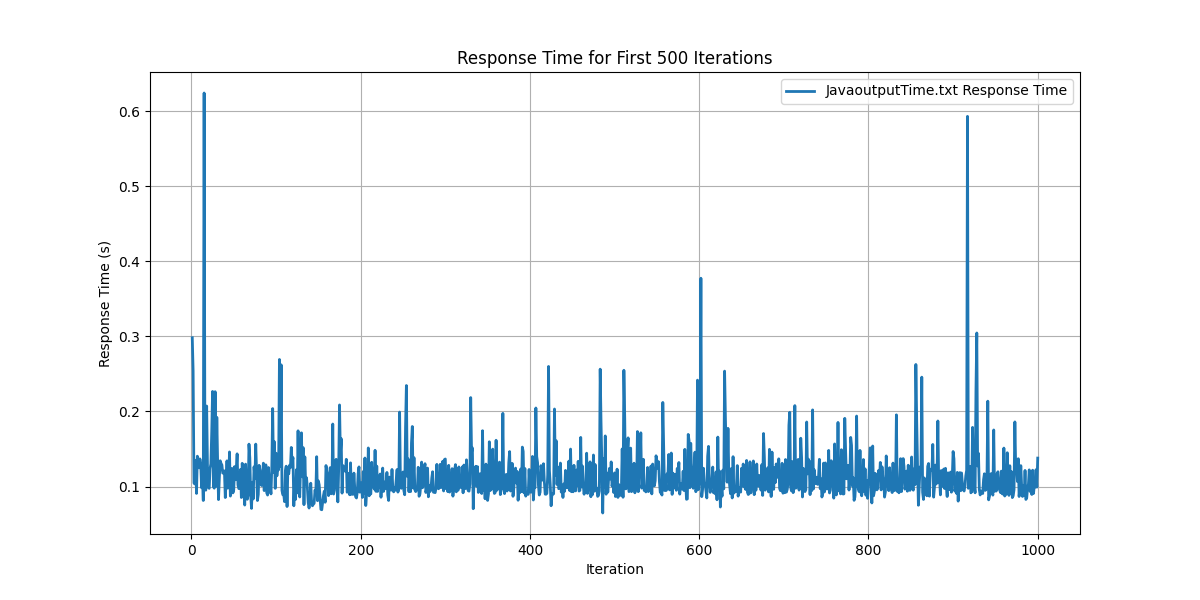 Response Time for First 500 Iterations
JavaoutputTime.txt Response Time
Response Time (s)
0.6
0.5
0.4
0.3
0.2
0.1
0 200 400 600 800 1000
Iteration